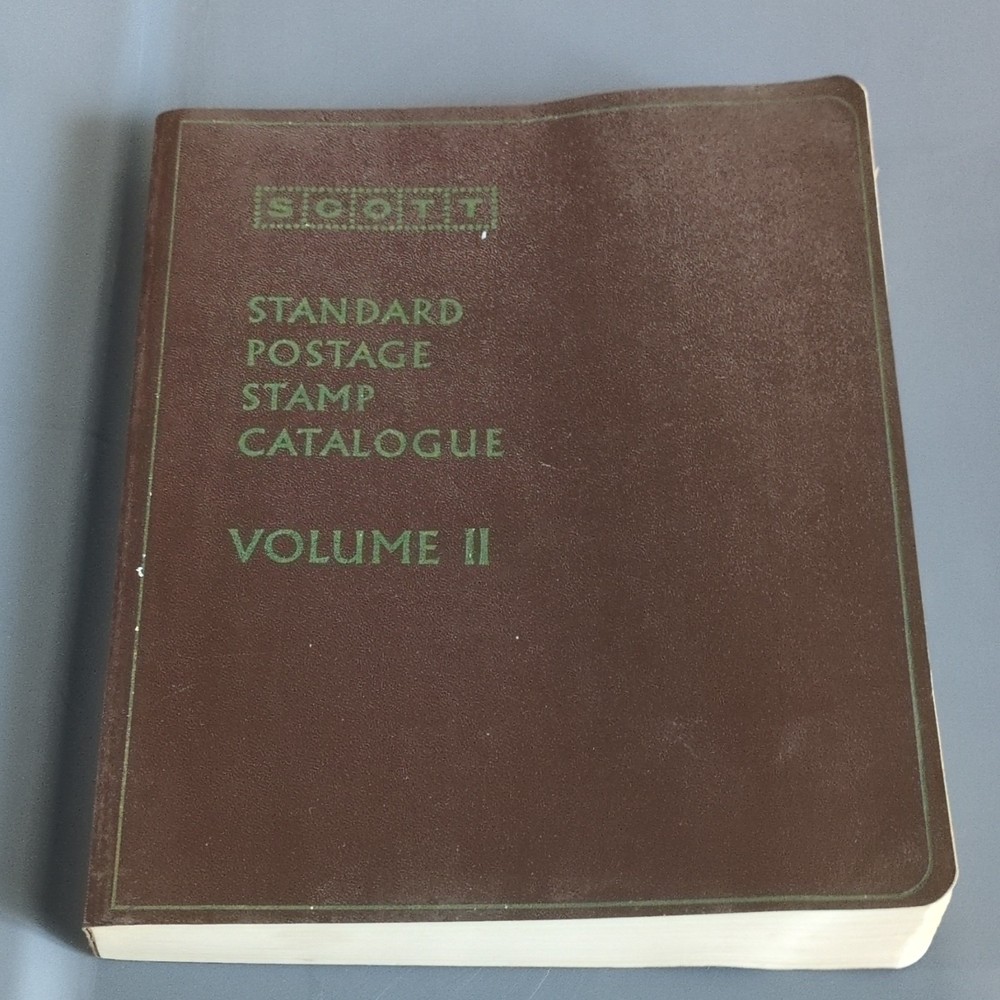 SCOTT
STANDARD
POSTAGE
STAMP
CATALOGUE
VOLUME II